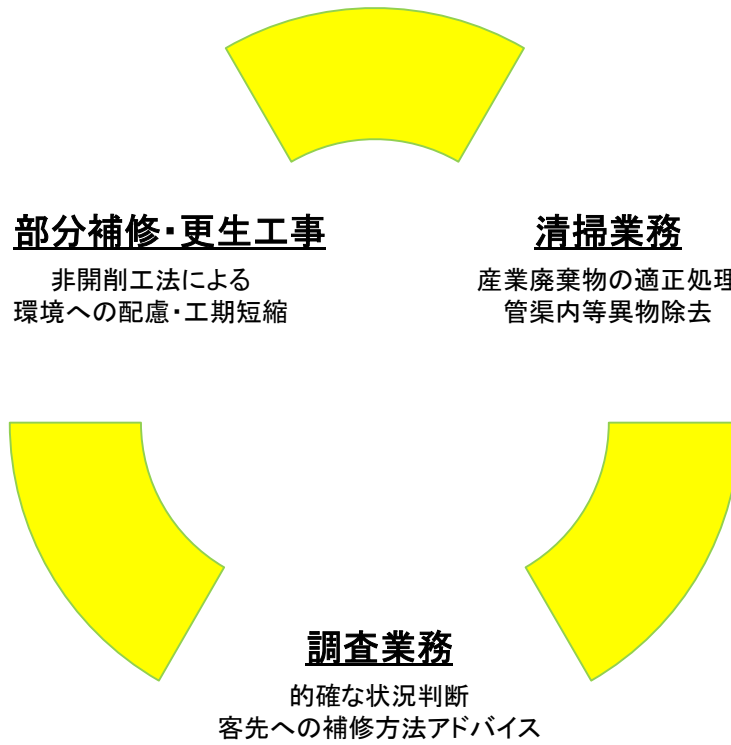 部分補修・更生工事
非開削工法による
環境への配慮・工期短縮
清掃業務
産業廃棄物の適正処理
管渠内等異物除去
調査業務
的確な状況判断
客先への補修方法アドバイス